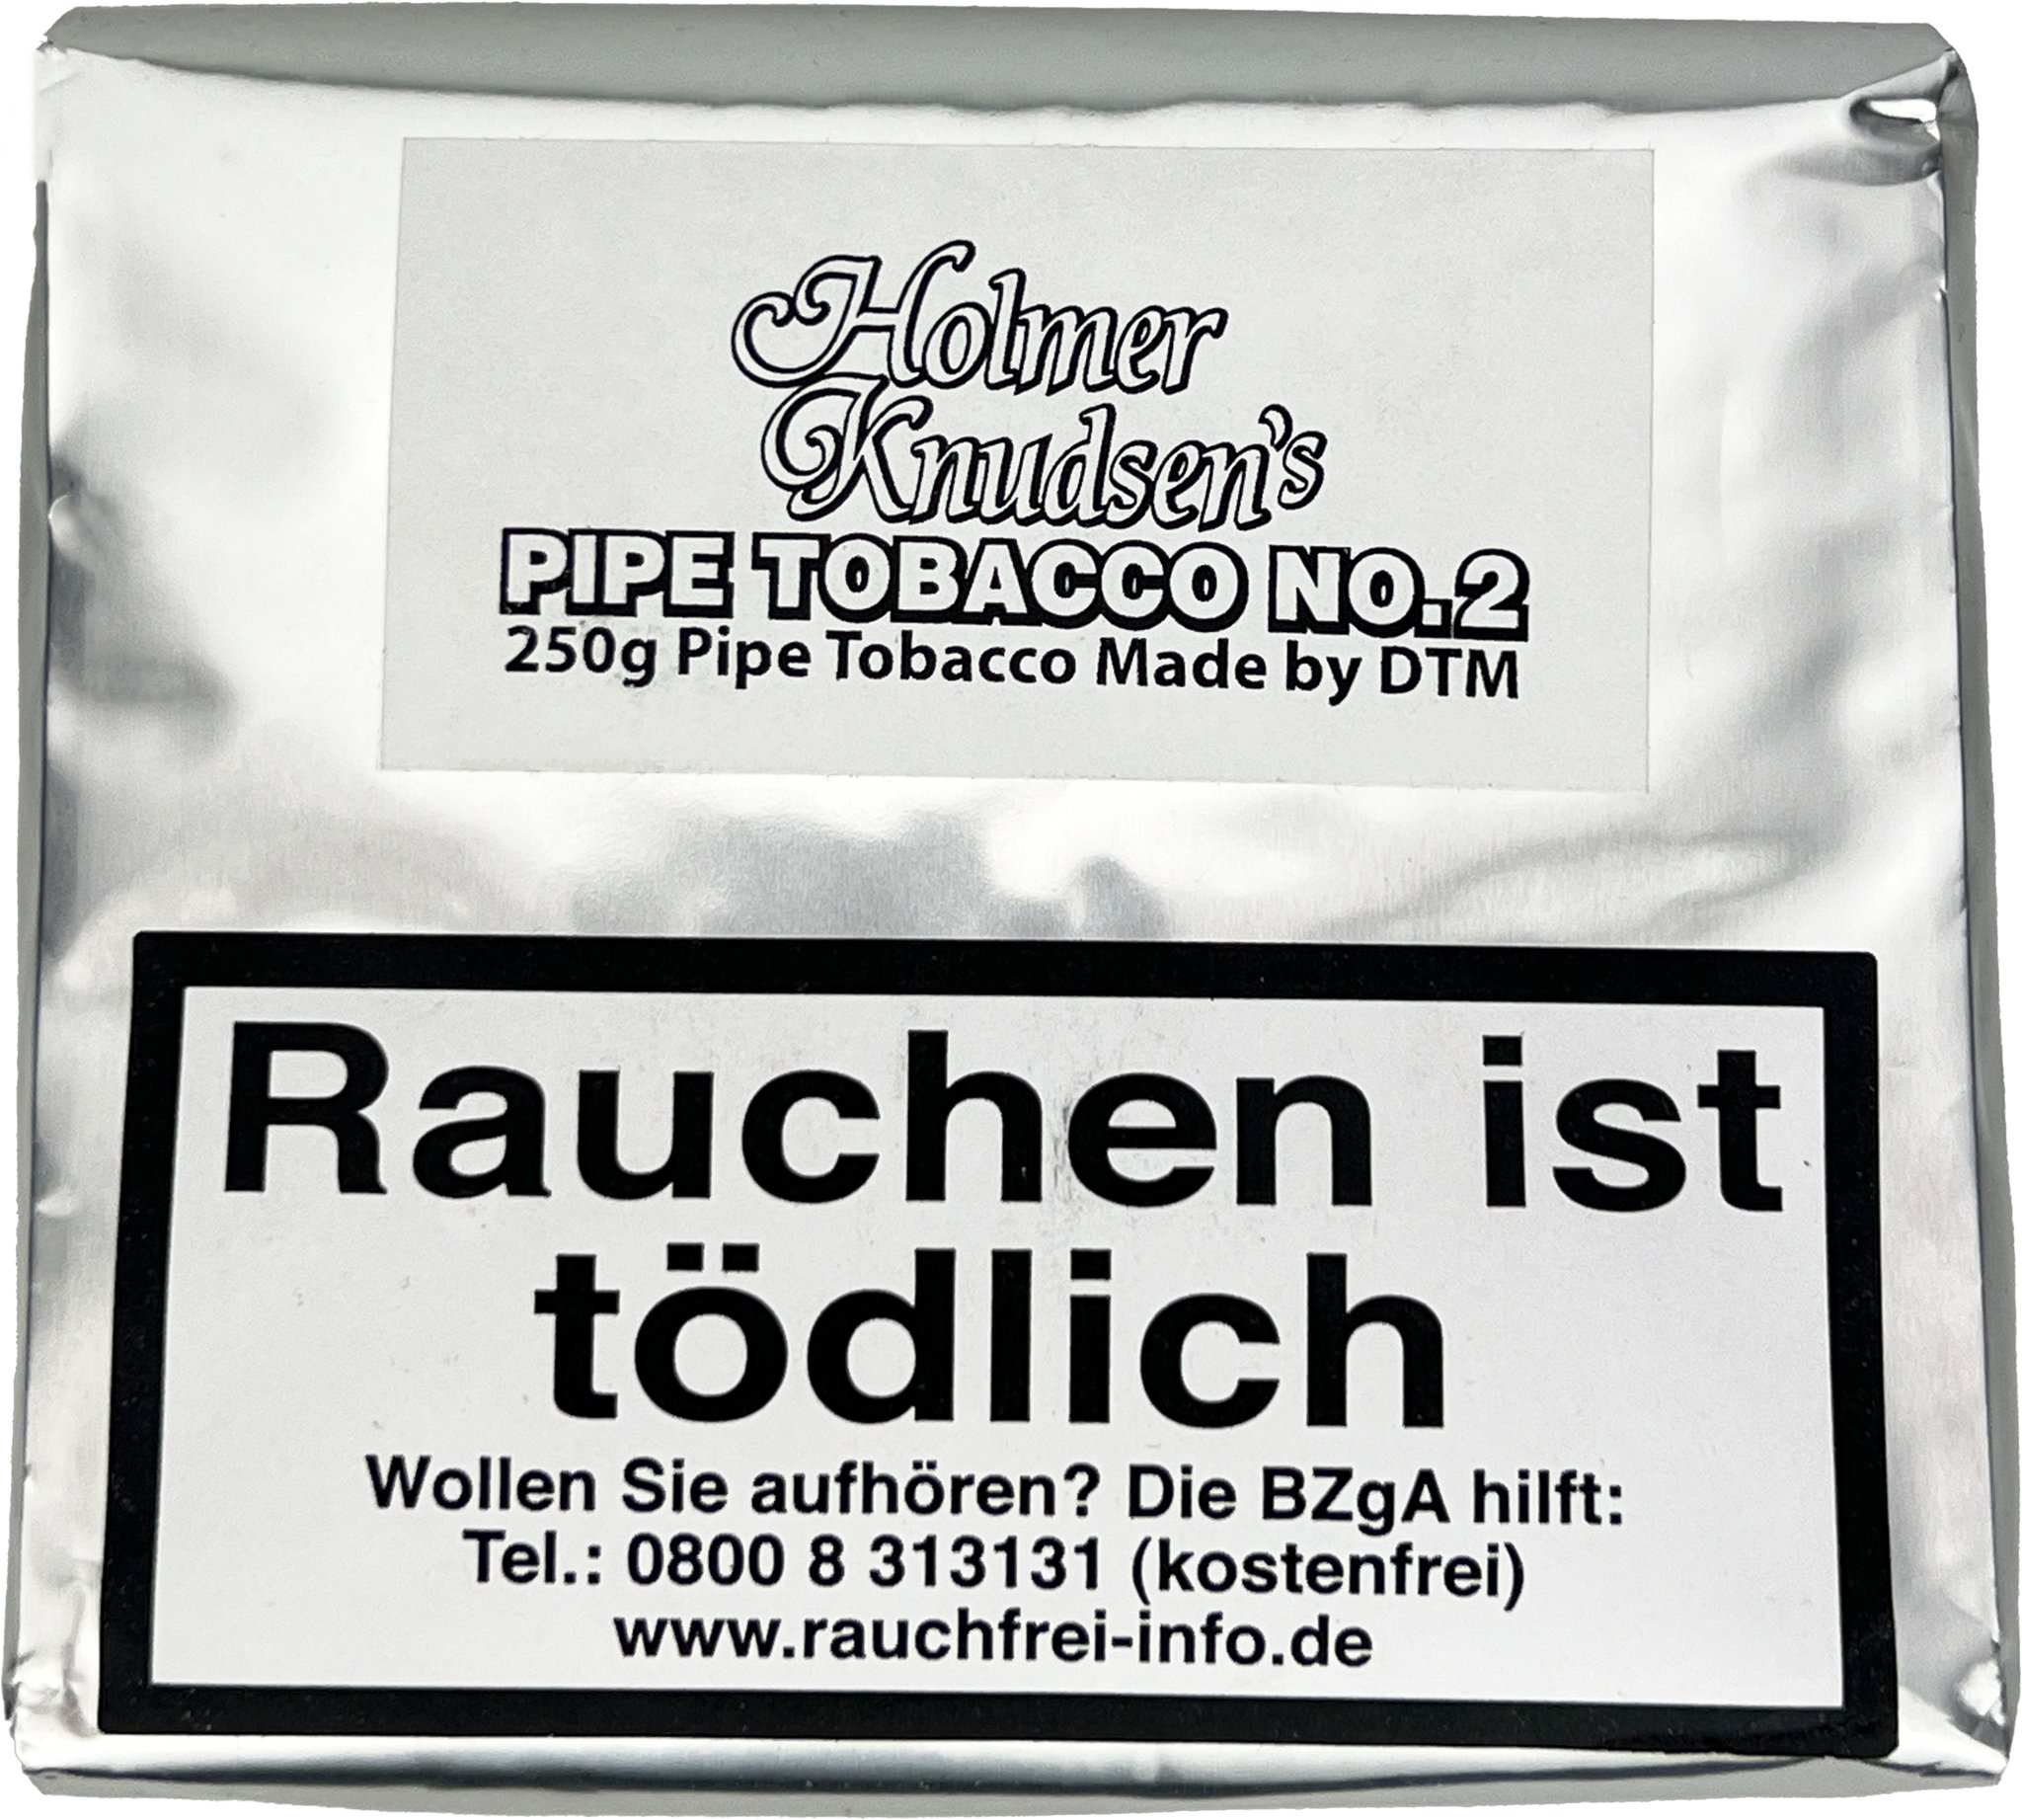 Holmer
Knudsen's
PIPE TOBACCO NO.2
250g Pipe Tobacco Made by DTM
Rauchen ist
tödlich
Wollen Sie aufhören? Die BZgA hilft:
Tel.: 0800 8 313131 (kostenfrei)
www.rauchfrei-info.de